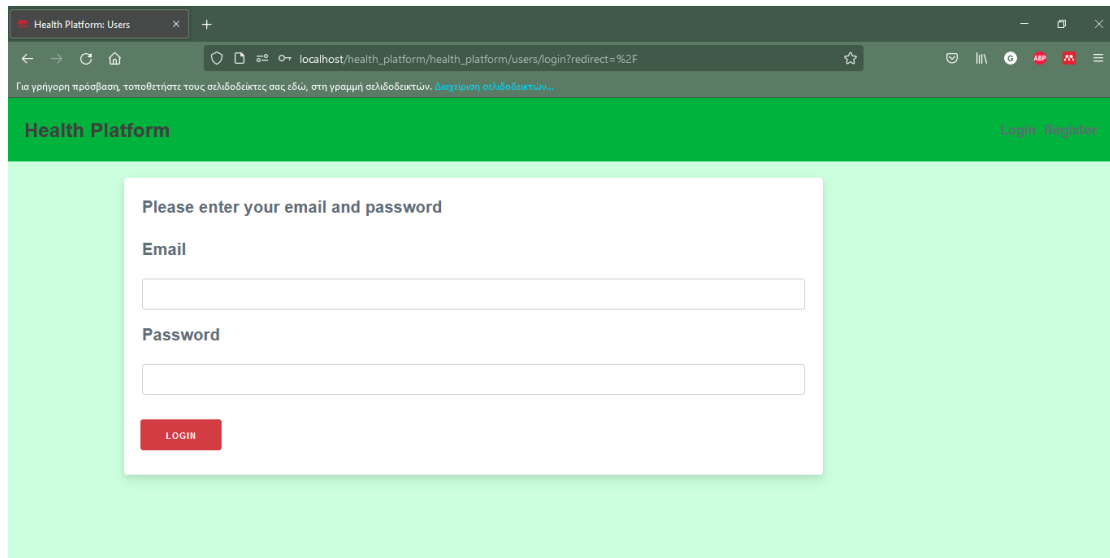 Health Platform: Users
localhost/health_platform/health_platform/users/login?redirect=%2F
G
ABP
Για γρήγορη πρόσβαση, τοποθετήστε τους σελιδοδείκτες σας εδώ, στη γραμμή σελιδοδεικτών. Διαχείριση σελιδοδεικτών...
Health Platform
Login Register
Please enter your email and password
Email
Password
LOGIN